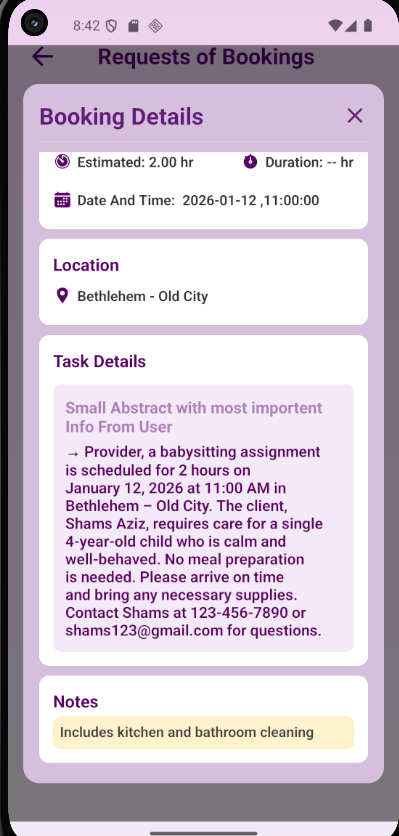 8:42
Requests of Bookings
Booking Details
Estimated: 2.00 hr
Duration: -- hr
Date And Time: 2026-01-12 ,11:00:00
Location
Bethlehem - Old City
Task Details
Small Abstract with most importent
Info From User
→ Provider, a babysitting assignment
is scheduled for 2 hours on
January 12, 2026 at 11:00 AM in
Bethlehem – Old City. The client,
Shams Aziz, requires care for a single
4-year-old child who is calm and
well-behaved. No meal preparation
is needed. Please arrive on time
and bring any necessary supplies.
Contact Shams at 123-456-7890 or
shams123@gmail.com for questions.
Notes
Includes kitchen and bathroom cleaning